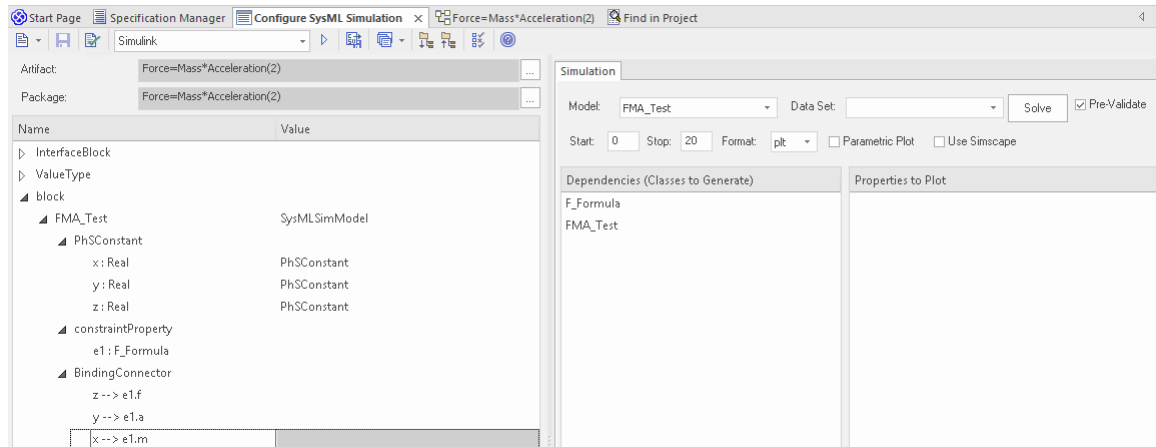 Start Page Specification Manager Configure SysML Simulation × Force=Mass*Acceleration(2) Find in Project
Simulink
Artifact: Force=Mass*Acceleration(2) ...
Package: Force=Mass*Acceleration(2) ...
Name Value
InterfaceBlock
ValueType
block
FMA_Test SysMLSimModel
PhSConstant
x : Real PhSConstant
y : Real PhSConstant
z : Real PhSConstant
constraintProperty
e1 : F_Formula
BindingConnector
z --> e1.f
y --> e1.a
x --> e1.m
Simulation
Model: FMA_Test Data Set: Solve Pre-Validate
Start: 0 Stop: 20 Format: plt Parametric Plot Use Simscape
Dependencies (Classes to Generate) Properties to Plot
F_Formula
FMA_Test